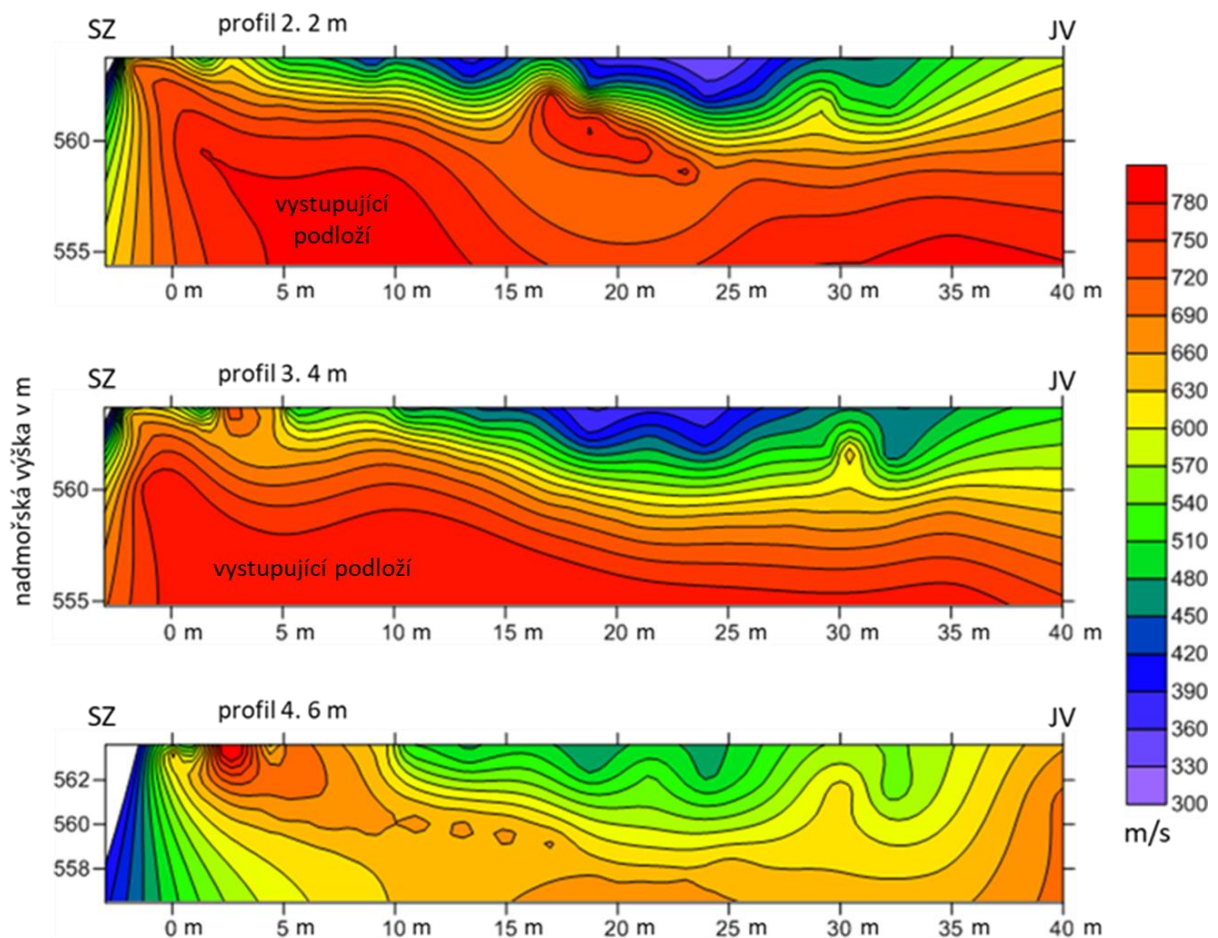 SZ profil 2. 2 m JV
560
vystupující
podloží
555
0 m 5 m 10 m 15 m 20 m 25 m 30 m 35 m 40 m
SZ profil 3. 4 m JV
560
vystupující podloží
555
0 m 5 m 10 m 15 m 20 m 25 m 30 m 35 m 40 m
SZ profil 4. 6 m JV
562
560
558
0 m 5 m 10 m 15 m 20 m 25 m 30 m 35 m 40 m
nadmořská výška v m
780
750
720
690
660
630
600
570
540
510
480
450
420
390
360
330
300
m/s